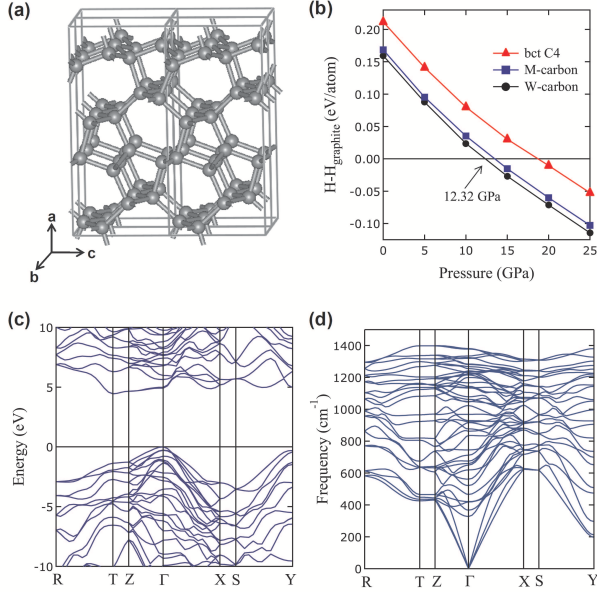 (a)
a
c
b
(b)
H-Hgraphite (eV/atom)
0.20
0.15
0.10
0.05
0.00
-0.05
-0.10
bct C4
M-carbon
W-carbon
12.32 GPa
0 5 10 15 20 25
Pressure (GPa)
(c)
Energy (eV)
10
5
0
-5
-10
R T Z Γ X S Y
(d)
Frequency (cm⁻¹)
1400
1200
1000
800
600
400
200
0
R T Z Γ X S Y